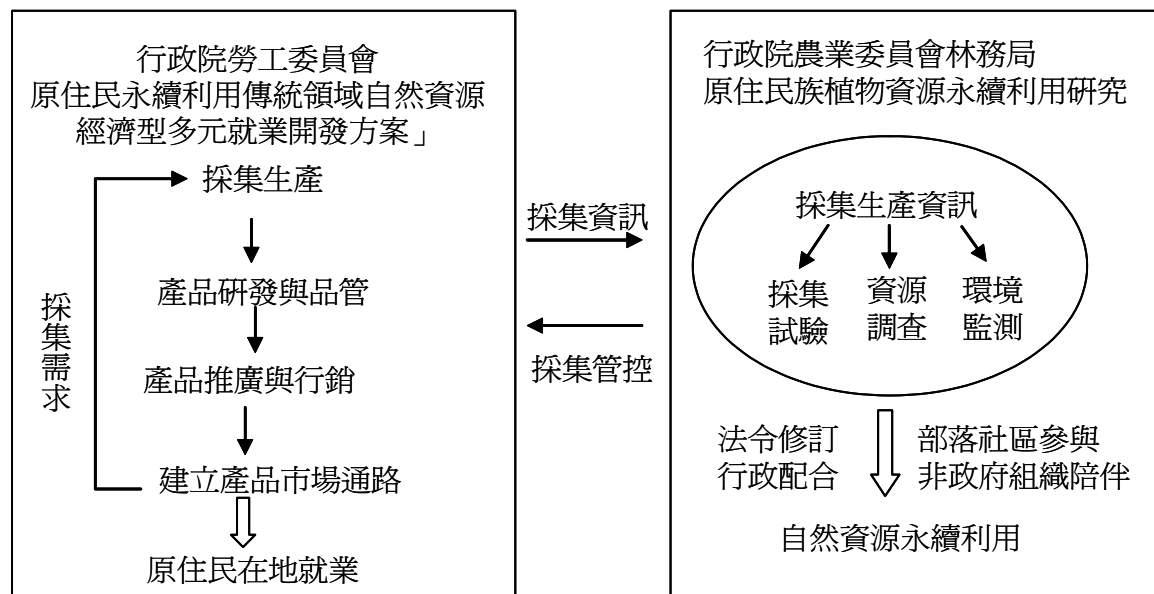 行政院勞工委員會
原住民永續利用傳統領域自然資源
經濟型多元就業開發方案」
採集生產
產品研發與品管
產品推廣與行銷
建立產品市場通路
原住民在地就業
採集需求
採集資訊
採集管控
行政院農業委員會林務局
原住民族植物資源永續利用研究
採集生產資訊
採集
試驗
資源
調查
環境
監測
法令修訂
行政配合
部落社區參與
非政府組織陪伴
自然資源永續利用